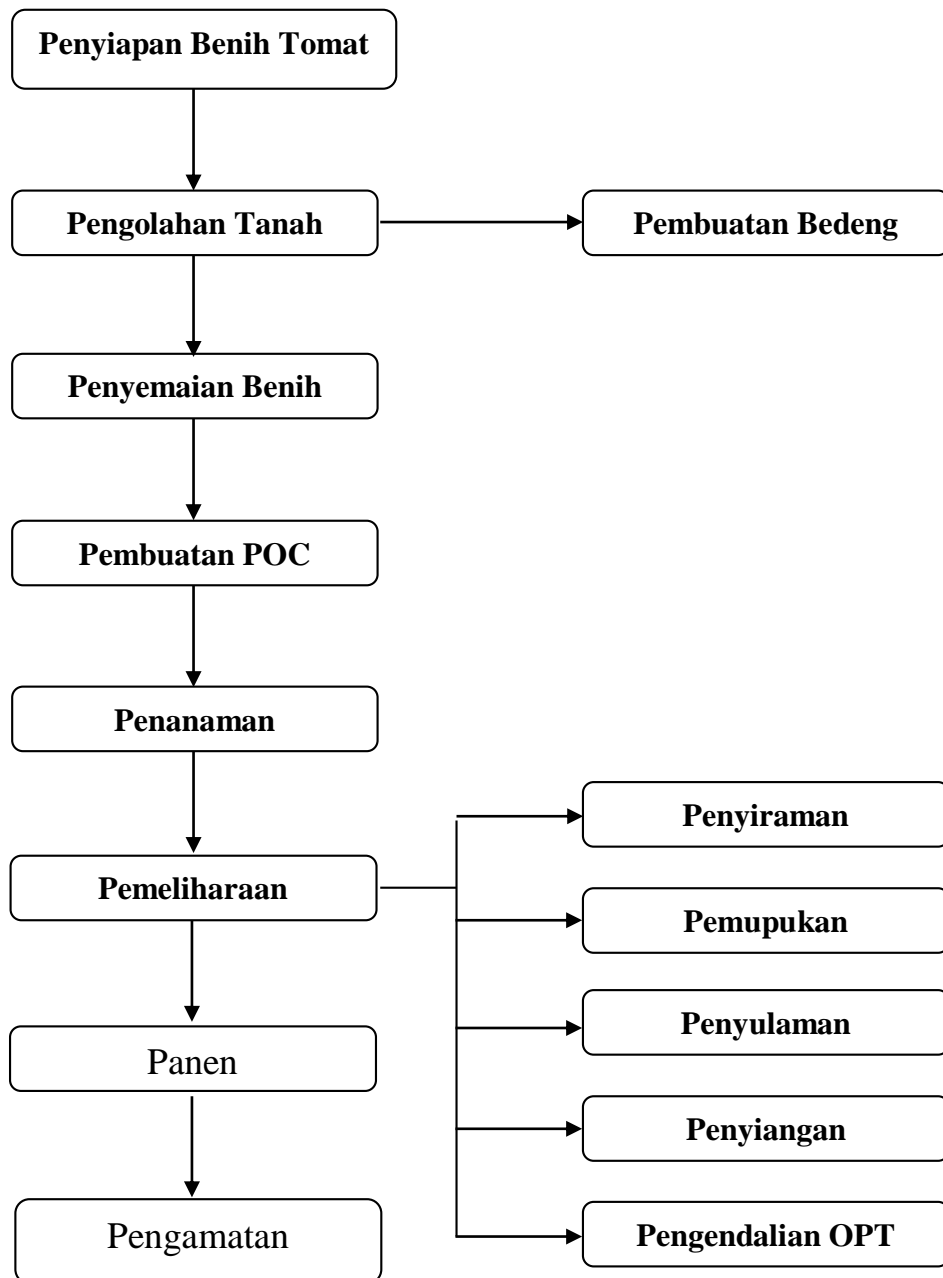 Penyiapan Benih Tomat
Pengolahan Tanah
Pembuatan Bedeng
Penyemaian Benih
Pembuatan POC
Penanaman
Pemeliharaan
Penyiraman
Pemupukan
Penyulaman
Penyiangan
Pengendalian OPT
Panen
Pengamatan